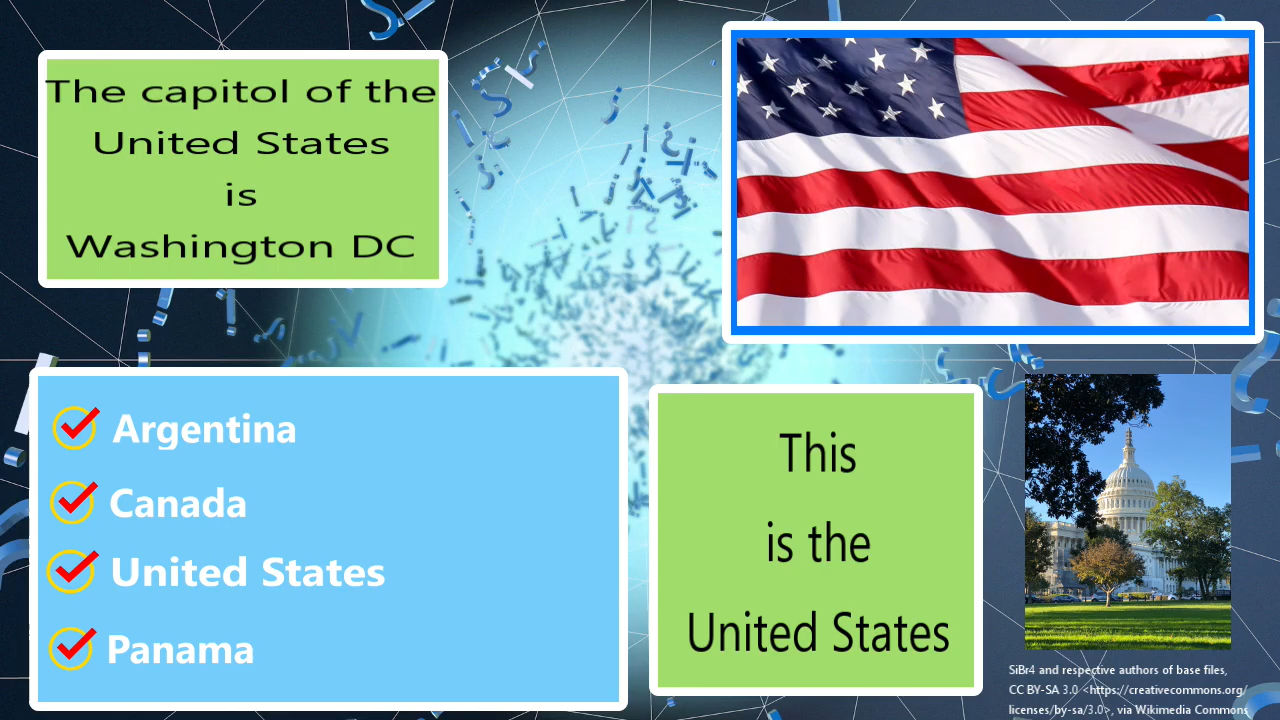 The capitol of the
United States
is
Washington DC
Argentina
Canada
United States
Panama
This
is the
United States
SiBr4 and respective authors of base files,
CC BY-SA 3.0 <https://creativecommons.org/
licenses/by-sa/3.0>, via Wikimedia Commons